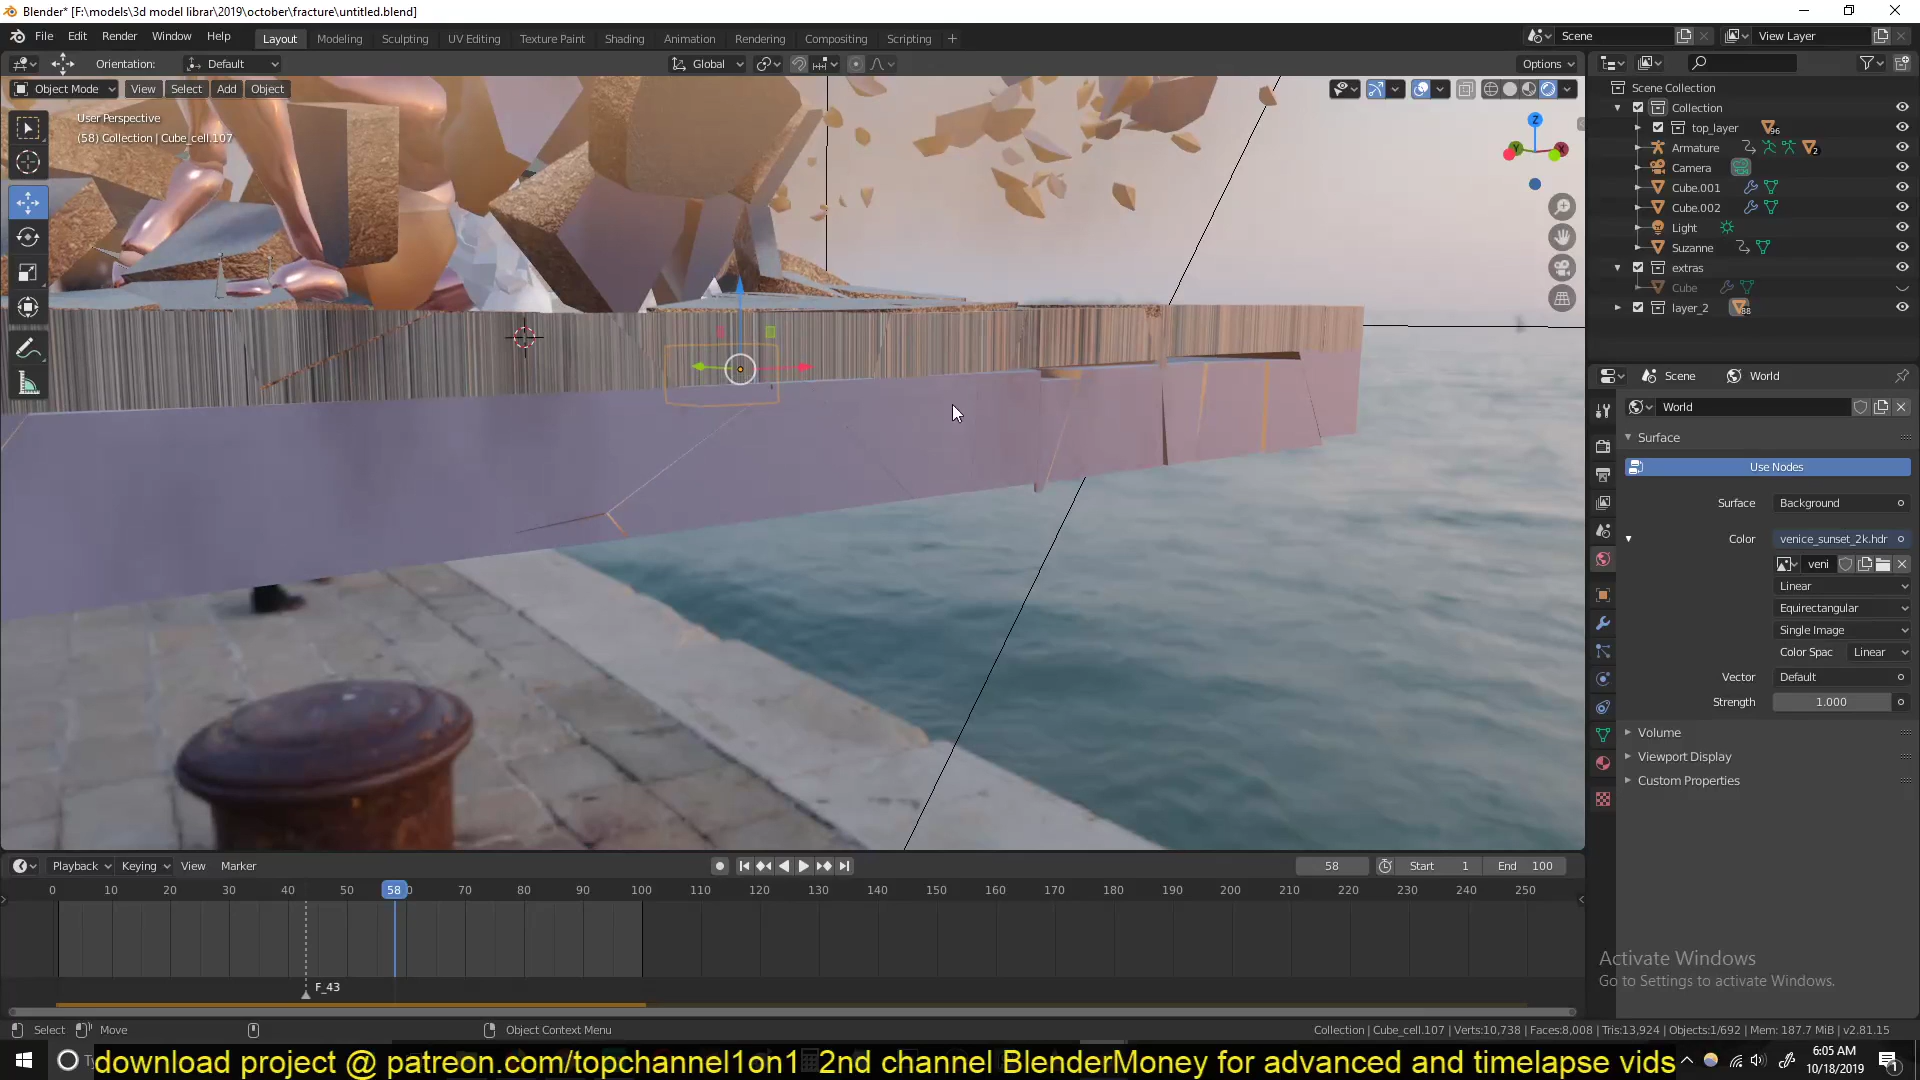 Blender* [F:\models\3d model librar\2019\october\fracture\untitled.blend]
File Edit Render Window Help
Layout Modeling Sculpting UV Editing Texture Paint Shading Animation Rendering Compositing Scripting +
Scene View Layer
Orientation: Default Global Options
Object Mode View Select Add Object
User Perspective
(58) Collection | Cube_cell.107
Z
Y
X
Scene Collection
Collection
top_layer 96
Armature 2
Camera
Cube.001
Cube.002
Light
Suzanne
extras
Cube
layer_2 88
Scene World
World
Surface
Use Nodes
Surface Background
Color venice_sunset_2k.hdr
veni
Linear
Equirectangular
Single Image
Color Spac Linear
Vector Default
Strength 1.000
Volume
Viewport Display
Custom Properties
Activate Windows
Go to Settings to activate Windows.
Playback Keying View Marker
58 Start 1 End 100
0 10 20 30 40 50 58 70 80 90 100 110 120 130 140 150 160 170 180 190 200 210 220 230 240 250
F_43
Select Move Object Context Menu
Collection | Cube_cell.107 | Verts:10,738 | Faces:8,008 | Tris:13,924 | Objects:1/692 | Mem: 187.7 MiB | v2.81.15
download project @ patreon.com/topchannel1on1 2nd channel BlenderMoney for advanced and timelapse vids
6:05 AM
10/18/2019
1